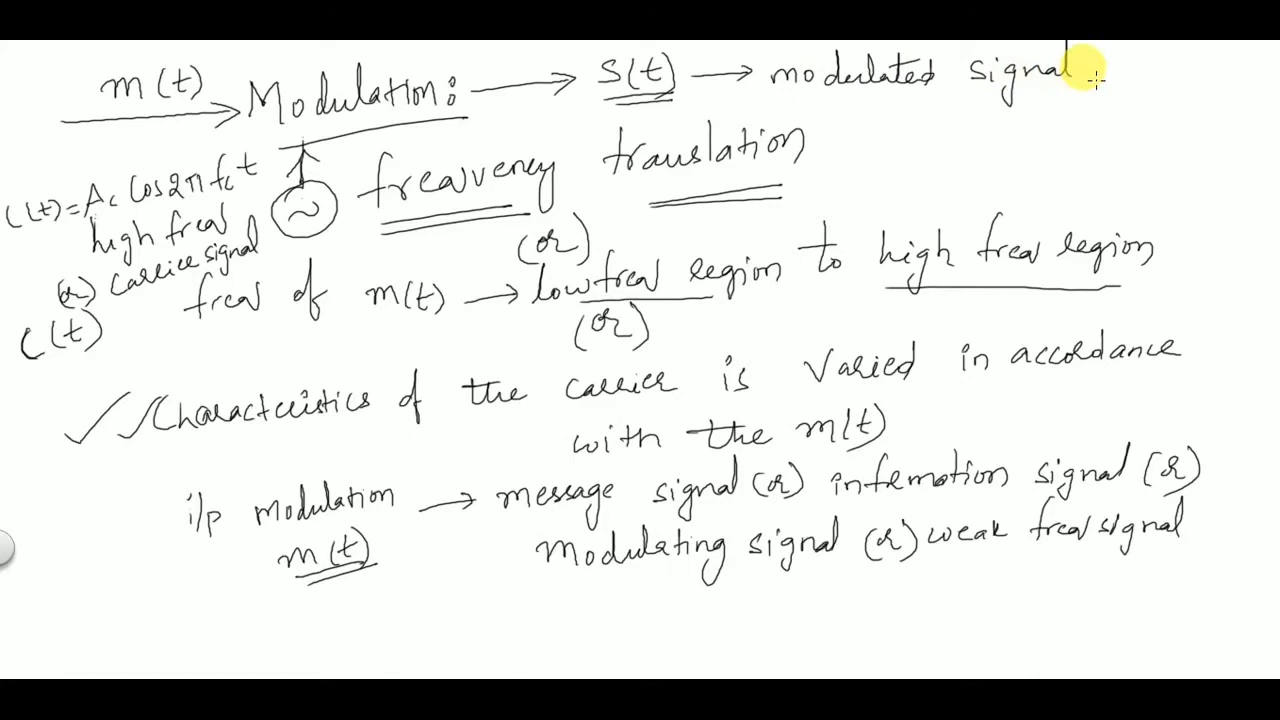 m(t) Modulation: → s(t) → modulated signal
frequency translation
c(t) = Ac Cos2π fc t
high freq
(or) carrier signal
c(t)
(or)
freq of m(t) → low freq region to high freq region
(or)
✓✓ Characteristics of the carrier is varied in accordance
with the m(t)
i/p modulation → message signal (or) information signal (or)
m(t) modulating signal (or) weak freq signal